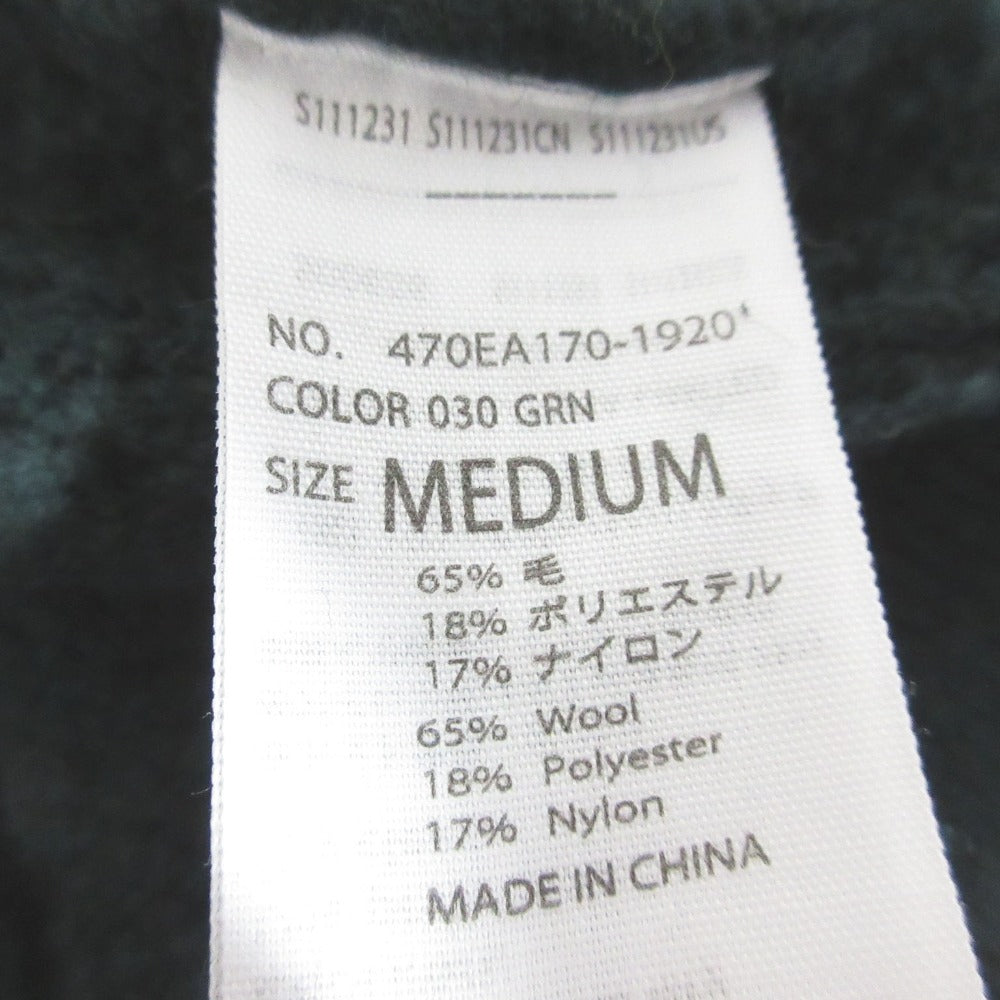 S111231 S111231CN S111231US
NO. 470EA170-1920'
COLOR 030 GRN
SIZE MEDIUM
65% 毛
18% ポリエステル
17% ナイロン
65% Wool
18% Polyester
17% Nylon
MADE IN CHINA